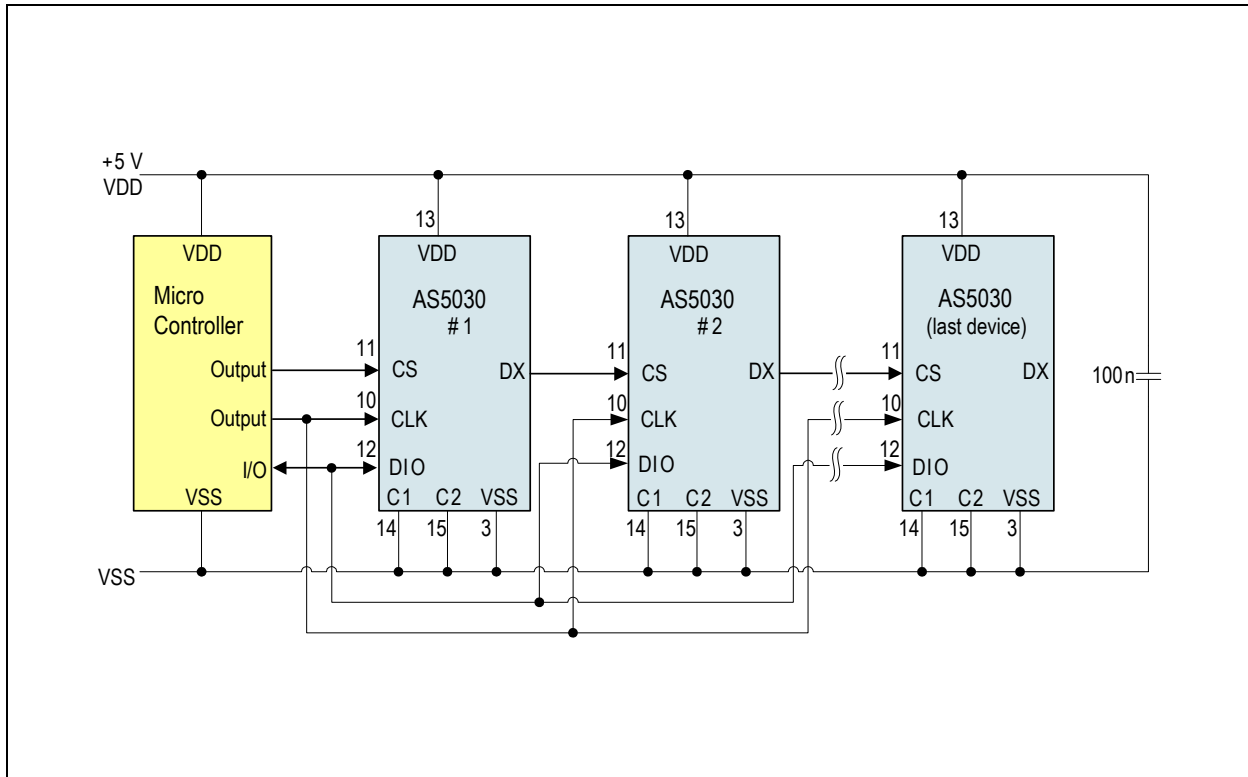 +5 V
VDD
13
13
13
VDD
VDD
VDD
VDD
Micro
Controller
AS5030
# 1
AS5030
# 2
AS5030
(last device)
Output
11
CS
DX
11
CS
DX
11
CS
DX
100n
Output
10
CLK
10
CLK
10
CLK
I/O
12
DIO
12
DIO
12
DIO
VSS
C1 C2 VSS
C1 C2 VSS
C1 C2 VSS
14 15 3
14 15 3
14 15 3
VSS